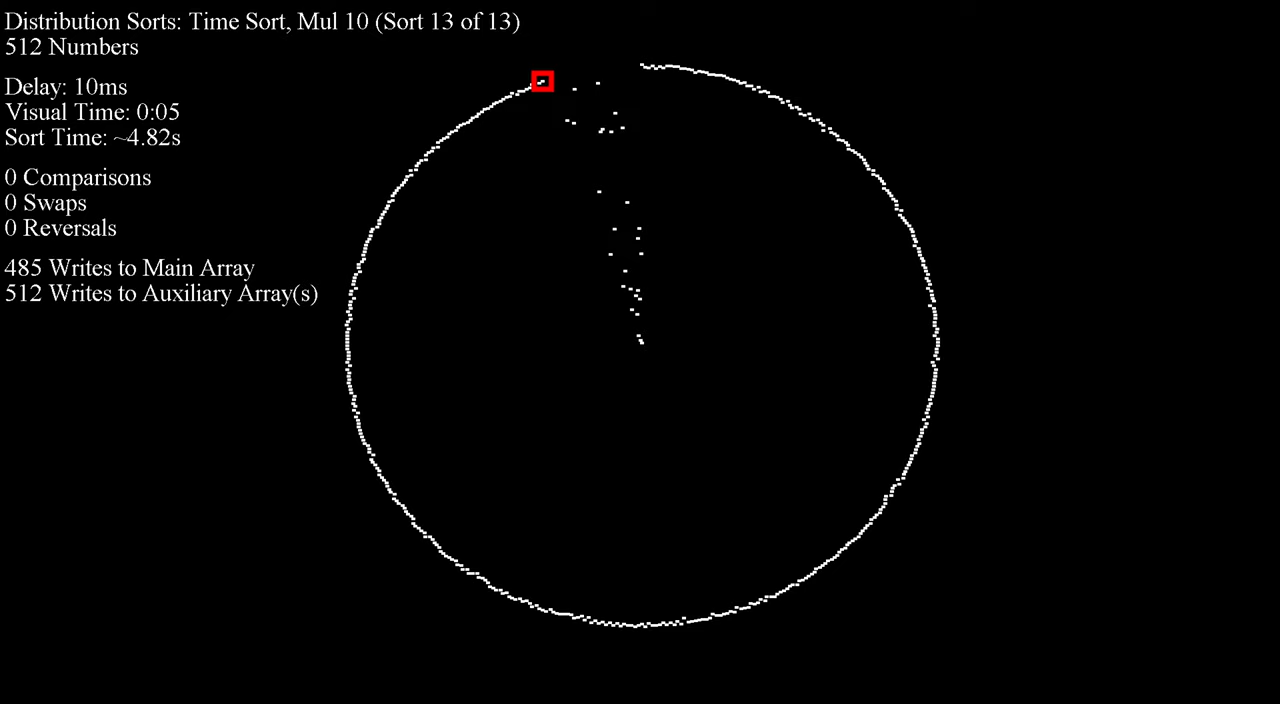 Distribution Sorts: Time Sort, Mul 10 (Sort 13 of 13)
512 Numbers
Delay: 10ms
Visual Time: 0:05
Sort Time: ~4.82s
0 Comparisons
0 Swaps
0 Reversals
485 Writes to Main Array
512 Writes to Auxiliary Array(s)